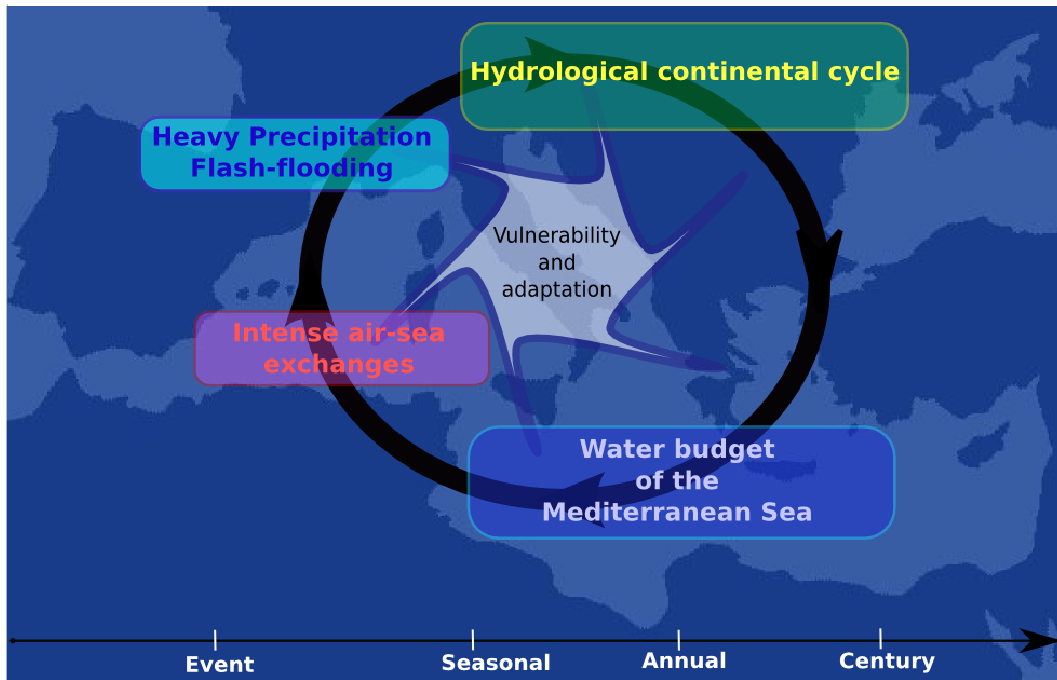 Hydrological continental cycle
Heavy Precipitation
Flash-flooding
Vulnerability
and
adaptation
Intense air-sea
exchanges
Water budget
of the
Mediterranean Sea
Event
Seasonal
Annual
Century